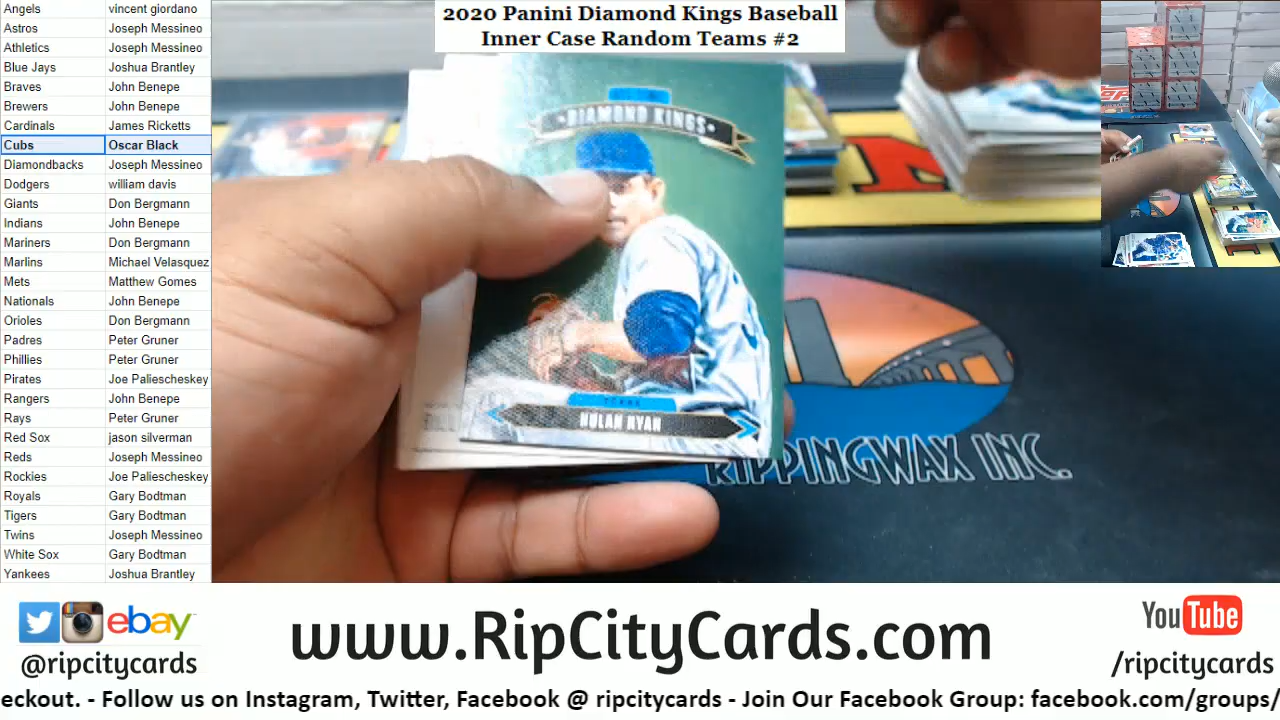 Angels vincent giordano
Astros Joseph Messineo
Athletics Joseph Messineo
Blue Jays Joshua Brantley
Braves John Benepe
Brewers John Benepe
Cardinals James Ricketts
Cubs Oscar Black
Diamondbacks Joseph Messineo
Dodgers william davis
Giants Don Bergmann
Indians John Benepe
Mariners Don Bergmann
Marlins Michael Velasquez
Mets Matthew Gomes
Nationals John Benepe
Orioles Don Bergmann
Padres Peter Gruner
Phillies Peter Gruner
Pirates Joe Paliescheskey
Rangers John Benepe
Rays Peter Gruner
Red Sox jason silverman
Reds Joseph Messineo
Rockies Joe Paliescheskey
Royals Gary Bodtman
Tigers Gary Bodtman
Twins Joseph Messineo
White Sox Gary Bodtman
Yankees Joshua Brantley
2020 Panini Diamond Kings Baseball
Inner Case Random Teams #2
DIAMOND KINGS
TEXAS
NOLAN RYAN
RIPPINGWAX INC.
ebay
@ripcitycards
www.RipCityCards.com
YouTube
/ripcitycards
eckout. - Follow us on Instagram, Twitter, Facebook @ ripcitycards - Join Our Facebook Group: facebook.com/groups/